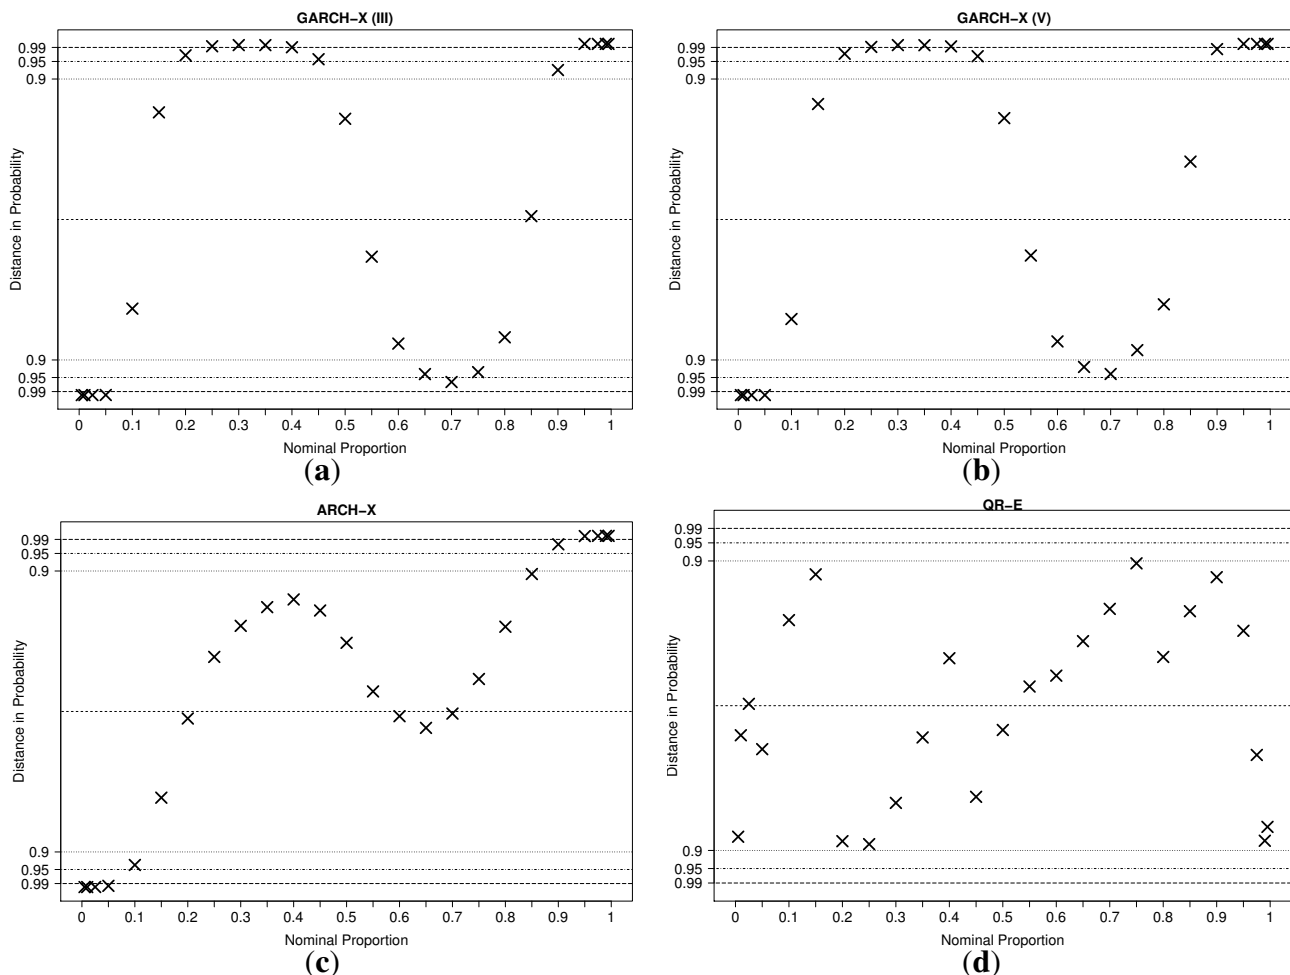 GARCH−X (III)
0.99
0.95
0.9
Distance in Probability
0.9
0.95
0.99
0 0.1 0.2 0.3 0.4 0.5 0.6 0.7 0.8 0.9 1
Nominal Proportion
(a)
GARCH−X (V)
0.99
0.95
0.9
Distance in Probability
0.9
0.95
0.99
0 0.1 0.2 0.3 0.4 0.5 0.6 0.7 0.8 0.9 1
Nominal Proportion
(b)
ARCH−X
0.99
0.95
0.9
Distance in Probability
0.9
0.95
0.99
0 0.1 0.2 0.3 0.4 0.5 0.6 0.7 0.8 0.9 1
Nominal Proportion
(c)
QR−E
0.99
0.95
0.9
Distance in Probability
0.9
0.95
0.99
0 0.1 0.2 0.3 0.4 0.5 0.6 0.7 0.8 0.9 1
Nominal Proportion
(d)